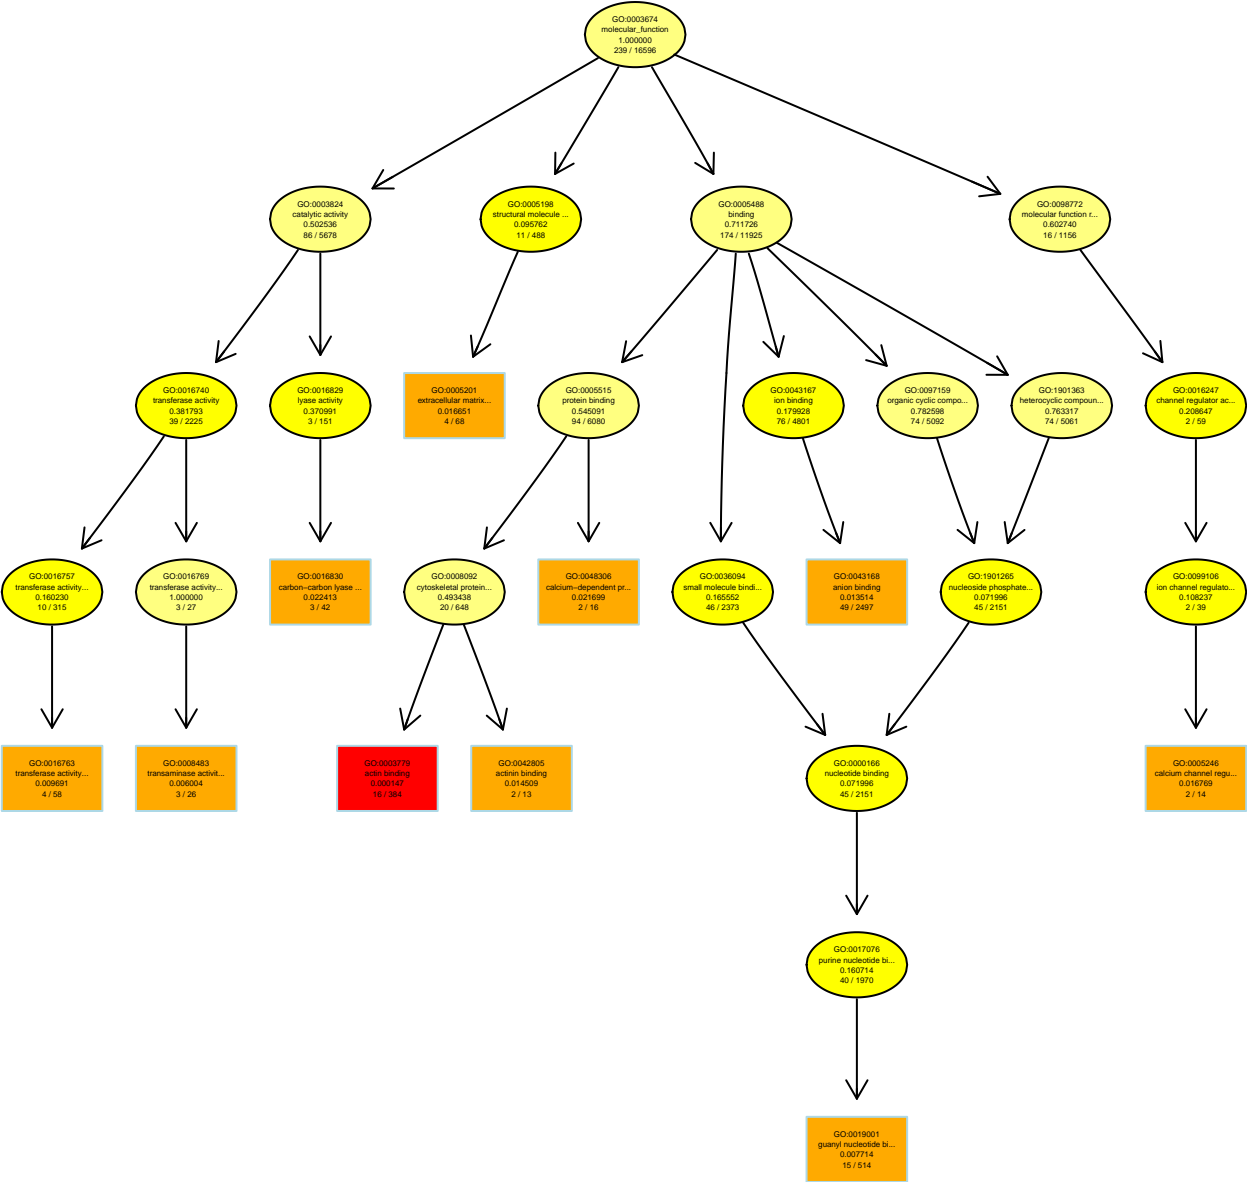 GO:0003674
molecular_function
1.000000
239 / 16596
GO:0003824
catalytic activity
0.502536
86 / 5678
GO:0005198
structural molecule ...
0.095762
11 / 488
GO:0005488
binding
0.711726
174 / 11925
GO:0098772
molecular function r...
0.602740
16 / 1156
GO:0016740
transferase activity
0.381793
39 / 2225
GO:0016829
lyase activity
0.370991
3 / 151
GO:0005201
extracellular matrix...
0.016651
4 / 68
GO:0005515
protein binding
0.545091
94 / 6080
GO:0043167
ion binding
0.179928
76 / 4801
GO:0097159
organic cyclic compo...
0.782598
74 / 5092
GO:1901363
heterocyclic compoun...
0.763317
74 / 5061
GO:0016247
channel regulator ac...
0.208647
2 / 59
GO:0016757
transferase activity...
0.160230
10 / 315
GO:0016769
transferase activity...
1.000000
3 / 27
GO:0016830
carbon−carbon lyase ...
0.022413
3 / 42
GO:0008092
cytoskeletal protein...
0.493438
20 / 648
GO:0048306
calcium−dependent pr...
0.021699
2 / 16
GO:0036094
small molecule bindi...
0.165552
46 / 2373
GO:0043168
anion binding
0.013514
49 / 2497
GO:1901265
nucleoside phosphate...
0.071996
45 / 2151
GO:0099106
ion channel regulato...
0.108237
2 / 39
GO:0016763
transferase activity...
0.009691
4 / 58
GO:0008483
transaminase activit...
0.006004
3 / 26
GO:0003779
actin binding
0.000147
16 / 384
GO:0042805
actinin binding
0.014509
2 / 13
GO:0000166
nucleotide binding
0.071996
45 / 2151
GO:0005246
calcium channel regu...
0.016769
2 / 14
GO:0017076
purine nucleotide bi...
0.160714
40 / 1970
GO:0019001
guanyl nucleotide bi...
0.007714
15 / 514